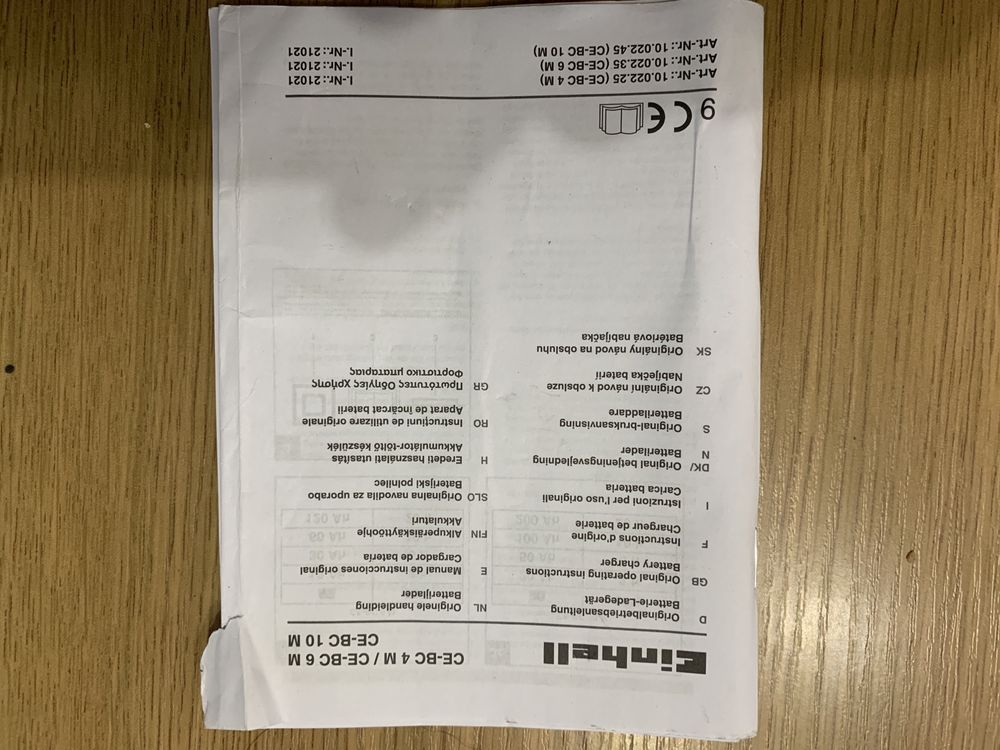 Einhell
CE-BC 4 M / CE-BC 6 M
CE-BC 10 M
D Originalbetriebsanleitung
Batterie-Ladegerät
GB Original operating instructions
Battery charger
F Instructions d'origine
Chargeur de batterie
I Istruzioni per l'uso originali
Carica batteria
DK/ Original betjeningsvejledning
N Batterilader
S Original-bruksanvisning
Batteriladdare
CZ Originální návod k obsluze
Nabíječka baterií
SK Originálny návod na obsluhu
Batériová nabíjačka
NL Originele handleiding
Batterijlader
E Manual de instrucciones original
Cargador de batería
FIN Alkuperäiskäyttöohje
Akkulaturi
SLO Originalna navodila za uporabo
Baterijski polnilec
H Eredeti használati utasítás
Akkumulátor-töltő készülék
RO Instrucțiuni de utilizare originale
Aparat de încărcat baterii
GR Πρωτότυπες Οδηγίες χρήσης
Φορτιστικο μπαταριας
9 CE
Art.-Nr.: 10.022.25 (CE-BC 4 M) I.-Nr.: 21021
Art.-Nr.: 10.022.35 (CE-BC 6 M) I.-Nr.: 21021
Art.-Nr.: 10.022.45 (CE-BC 10 M) I.-Nr.: 21021